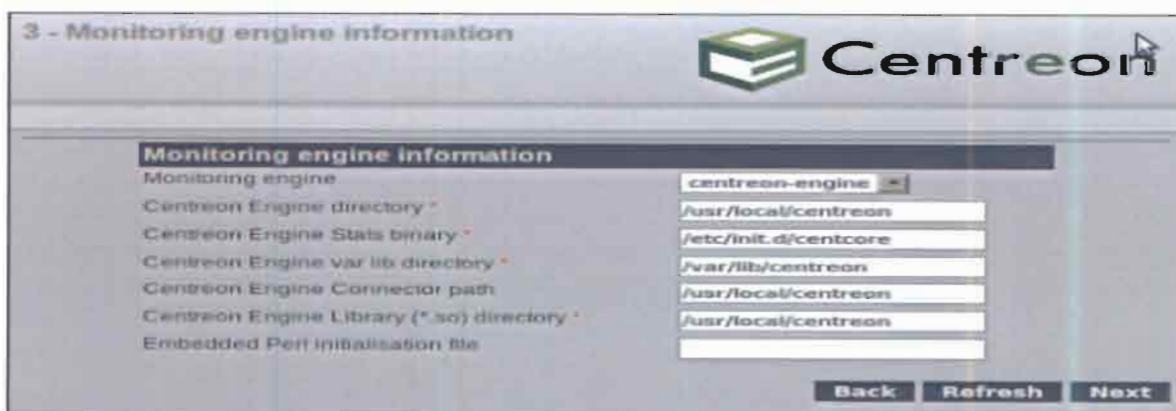 3 - Monitoring engine information
Centreon
Monitoring engine information
Monitoring engine centreon-engine
Centreon Engine directory * /usr/local/centreon
Centreon Engine Stats binary * /etc/init.d/centcore
Centreon Engine var lib directory * /var/lib/centreon
Centreon Engine Connector path /usr/local/centreon
Centreon Engine Library (*.so) directory * /usr/local/centreon
Embedded Perl initialisation file
Back Refresh Next